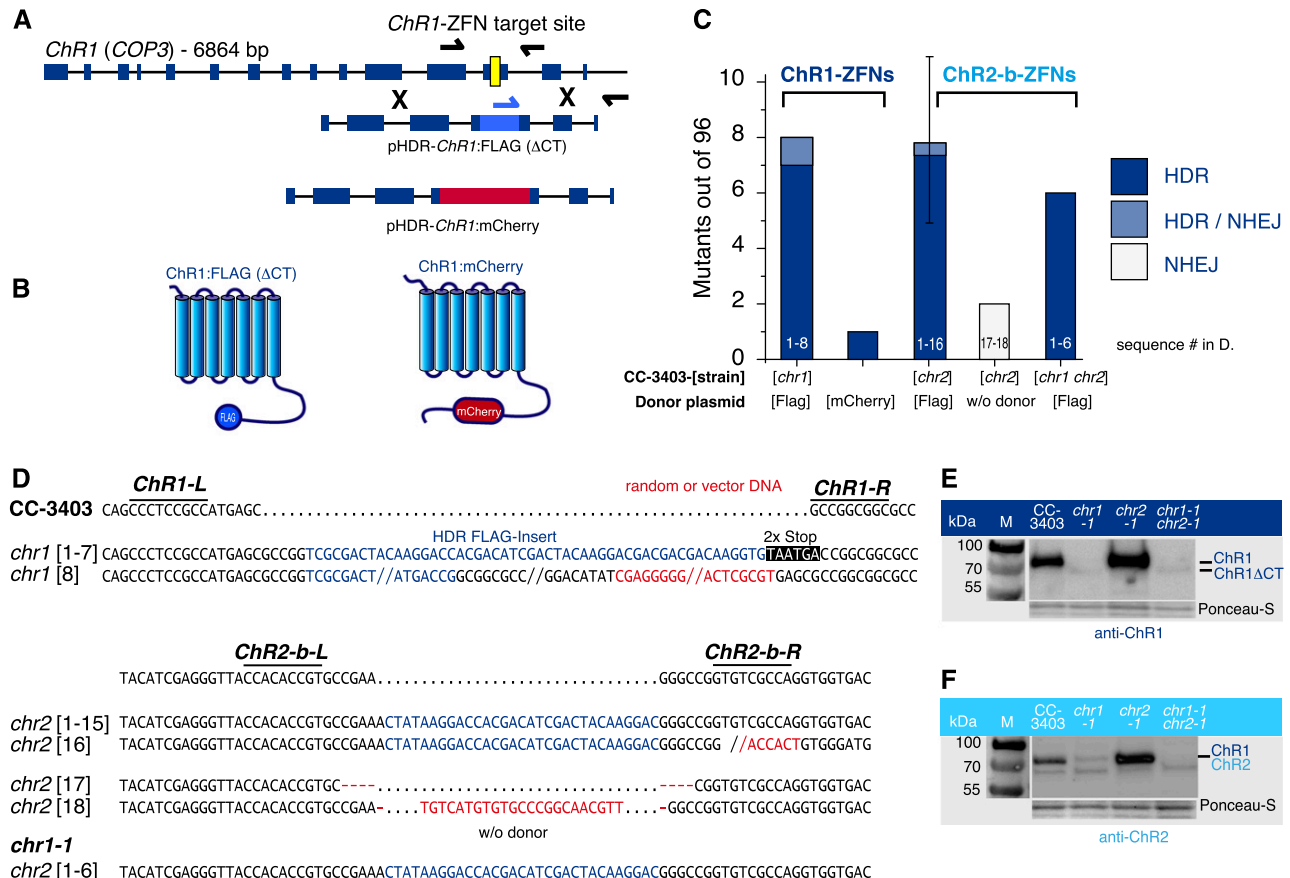 A
ChR1-ZFN target site
ChR1 (COP3) - 6864 bp
X
X
pHDR-ChR1:FLAG (ΔCT)
pHDR-ChR1:mCherry
B
ChR1:FLAG (ΔCT)
FLAG
ChR1:mCherry
mCherry
C
ChR1-ZFNs
ChR2-b-ZFNs
Mutants out of 96
10
8
6
4
2
0
1-8
1-16
17-18
1-6
HDR
HDR / NHEJ
NHEJ
sequence # in D.
CC-3403-[strain] [chr1] [chr2] [chr2] [chr1 chr2]
Donor plasmid [Flag] [mCherry] [Flag] w/o donor [Flag]
D
ChR1-L
random or vector DNA
ChR1-R
CC-3403 CAGCCCTCCGCCATGAGC............................................................................GCCGGCGGCGCC
HDR FLAG-Insert
2x Stop
chr1 [1-7] CAGCCCTCCGCCATGAGCGCCGGTCGCGACTACAAGGACCACGACATCGACTACAAGGACGACGACGACAAGGTGTAATGACCGGCGGCGCC
chr1 [8] CAGCCCTCCGCCATGAGCGCCGGTCGCGACT//ATGACCGGCGGCGCC//GGACATATCGAGGGGG//ACTCGCGTGAGCGCCGGCGGCGCC
ChR2-b-L
ChR2-b-R
TACATCGAGGGTTACCACACCGTGCCGAA.......................................GGGCCGGTGTCGCCAGGTGGTGAC
chr2 [1-15] TACATCGAGGGTTACCACACCGTGCCGAAACTATAAGGACCACGACATCGACTACAAGGACGGGCCGGTGTCGCCAGGTGGTGAC
chr2 [16] TACATCGAGGGTTACCACACCGTGCCGAAACTATAAGGACCACGACATCGACTACAAGGACGGGCCGG //ACCACTGTGGGATG
chr2 [17] TACATCGAGGGTTACCACACCGTGC----.......................................----CGGTGTCGCCAGGTGGTGAC
chr2 [18] TACATCGAGGGTTACCACACCGTGCCGAA-....TGTCATGTGTGCCCGGCAACGTT....-GGCCGGTGTCGCCAGGTGGTGAC
w/o donor
chr1-1
chr2 [1-6] TACATCGAGGGTTACCACACCGTGCCGAAACTATAAGGACCACGACATCGACTACAAGGACGGGCCGGTGTCGCCAGGTGGTGAC
E
kDa M CC-3403 chr1-1 chr2-1 chr1-1 chr2-1
100
70
55
ChR1
ChR1ΔCT
Ponceau-S
anti-ChR1
F
kDa M CC-3403 chr1-1 chr2-1 chr1-1 chr2-1
100
70
55
ChR1
ChR2
Ponceau-S
anti-ChR2